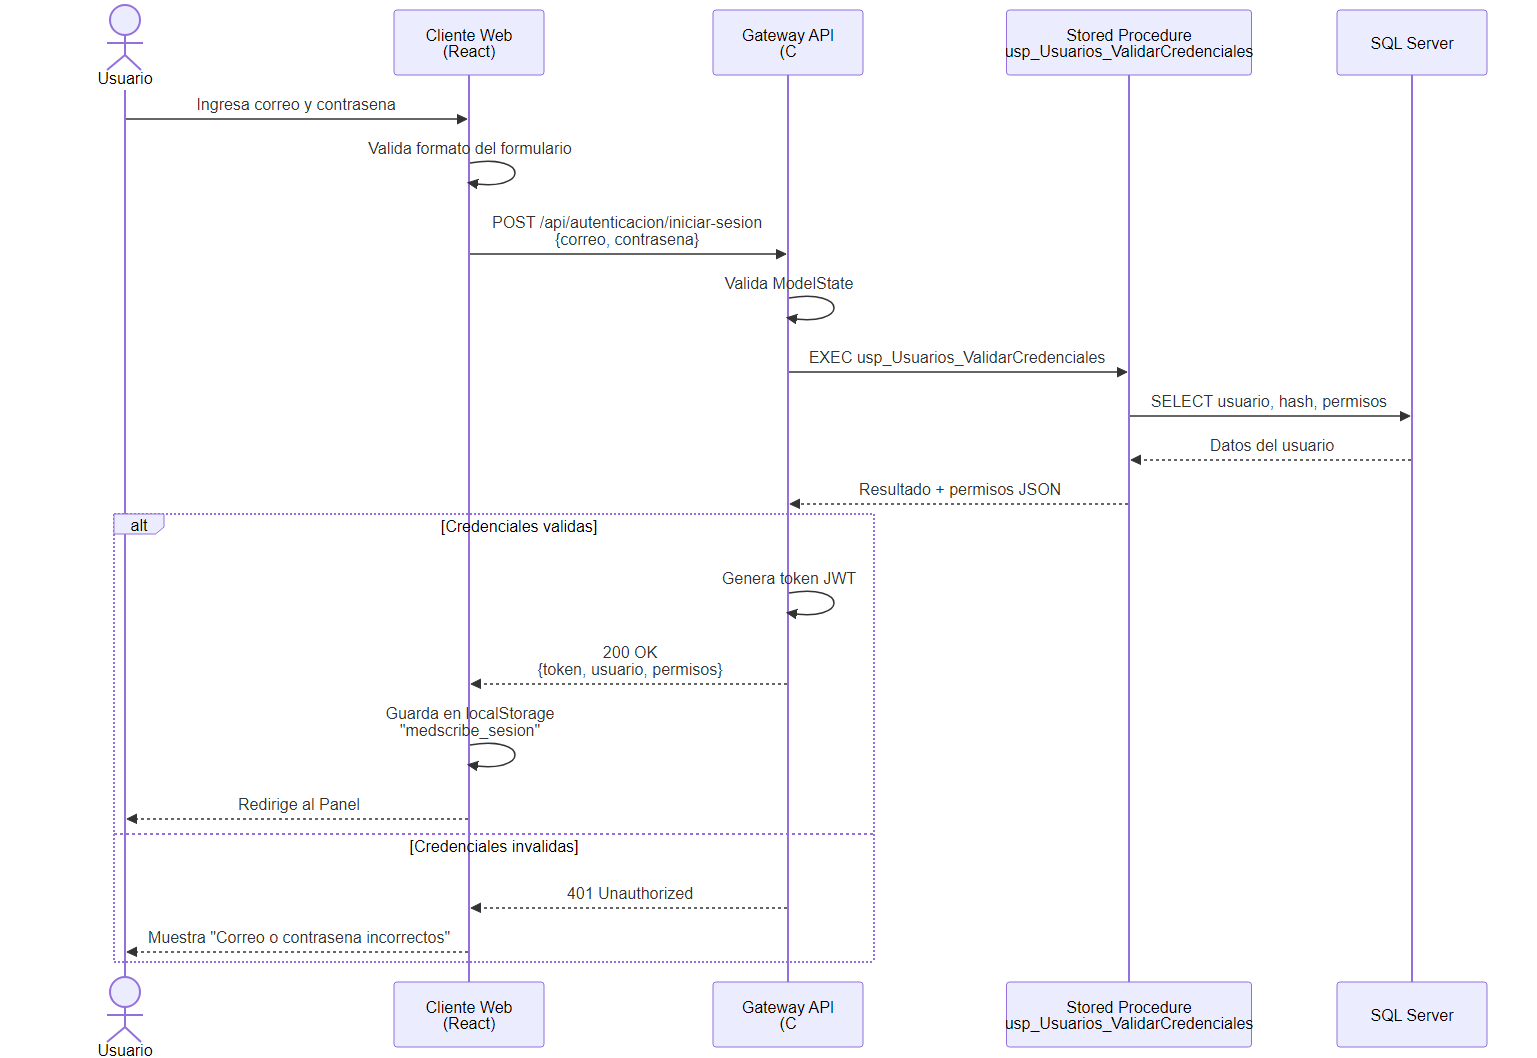 Usuario
Cliente Web
(React)
Gateway API
(C
Stored Procedure
usp_Usuarios_ValidarCredenciales
SQL Server
Ingresa correo y contrasena
Valida formato del formulario
POST /api/autenticacion/iniciar-sesion
{correo, contrasena}
Valida ModelState
EXEC usp_Usuarios_ValidarCredenciales
SELECT usuario, hash, permisos
Datos del usuario
Resultado + permisos JSON
alt
[Credenciales validas]
Genera token JWT
200 OK
{token, usuario, permisos}
Guarda en localStorage
"medscribe_sesion"
Redirige al Panel
[Credenciales invalidas]
401 Unauthorized
Muestra "Correo o contrasena incorrectos"
Usuario
Cliente Web
(React)
Gateway API
(C
Stored Procedure
usp_Usuarios_ValidarCredenciales
SQL Server